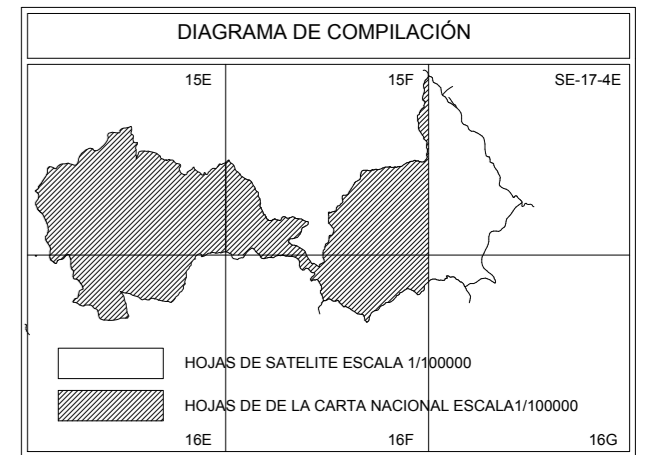 DIAGRAMA DE COMPILACIÓN
15E 15F SE-17-4E
HOJAS DE SATELITE ESCALA 1/100000
HOJAS DE DE LA CARTA NACIONAL ESCALA1/100000
16E 16F 16G